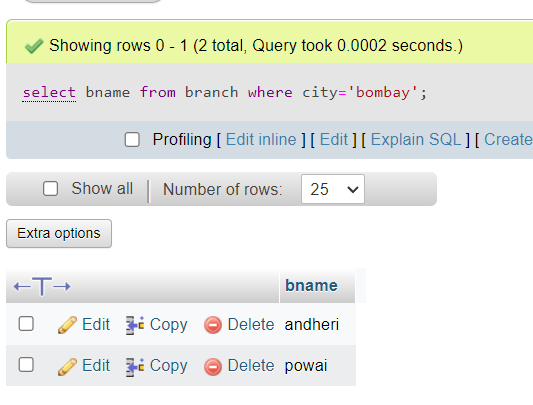 Showing rows 0 - 1 (2 total, Query took 0.0002 seconds.)
select bname from branch where city='bombay';
Profiling [ Edit inline ] [ Edit ] [ Explain SQL ] [ Create
Show all Number of rows: 25
Extra options
←T→ bname
Edit Copy Delete andheri
Edit Copy Delete powai